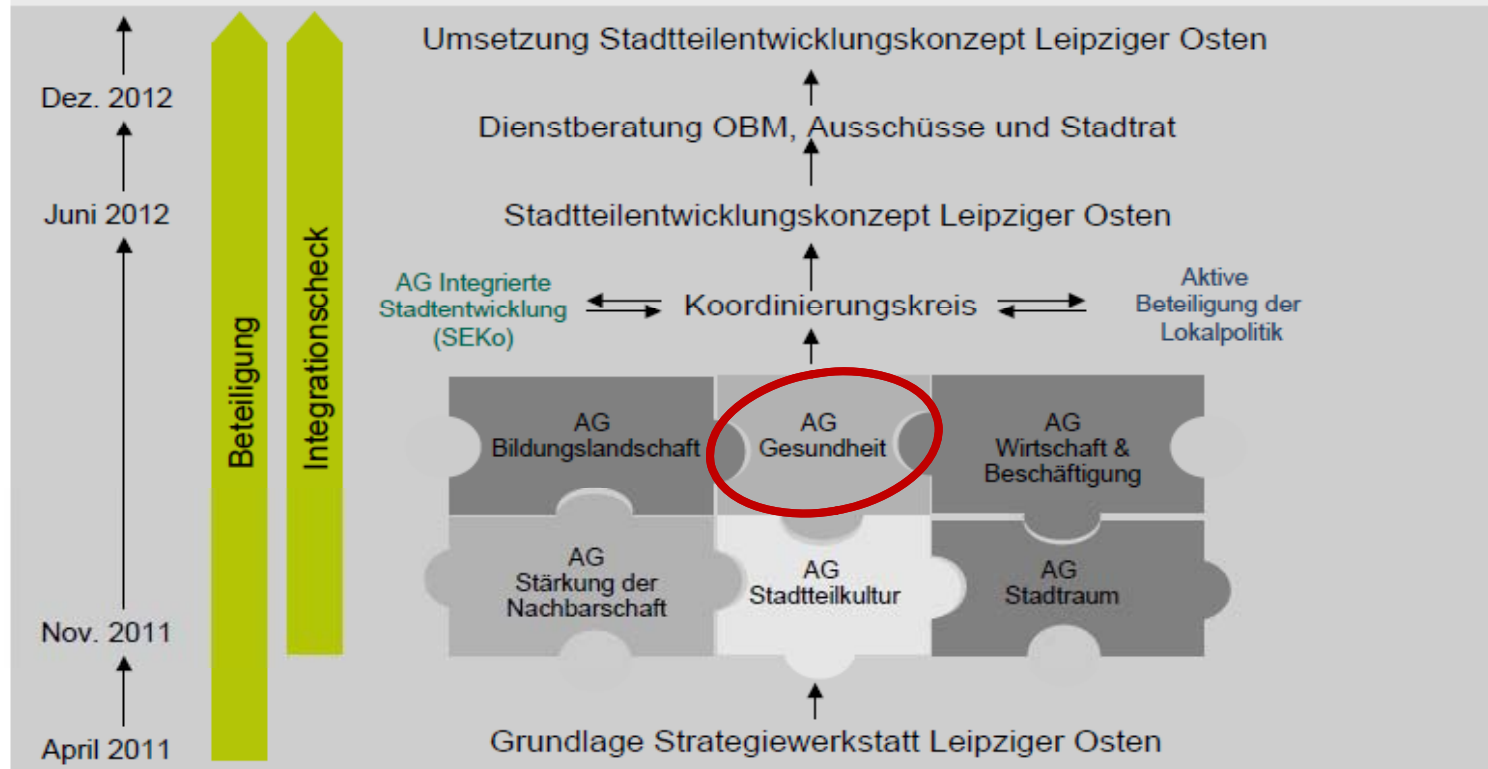 Umsetzung Stadtteilentwicklungskonzept Leipziger Osten
Dez. 2012
Dienstberatung OBM, Ausschüsse und Stadtrat
Juni 2012
Stadtteilentwicklungskonzept Leipziger Osten
Beteiligung
Integrationscheck
AG Integrierte
Stadtentwicklung
(SEKo)
Koordinierungskreis
Aktive
Beteiligung der
Lokalpolitik
AG
Bildungslandschaft
AG
Gesundheit
AG
Wirtschaft &
Beschäftigung
AG
Stärkung der
Nachbarschaft
AG
Stadtteilkultur
AG
Stadtraum
Nov. 2011
April 2011
Grundlage Strategiewerkstatt Leipziger Osten